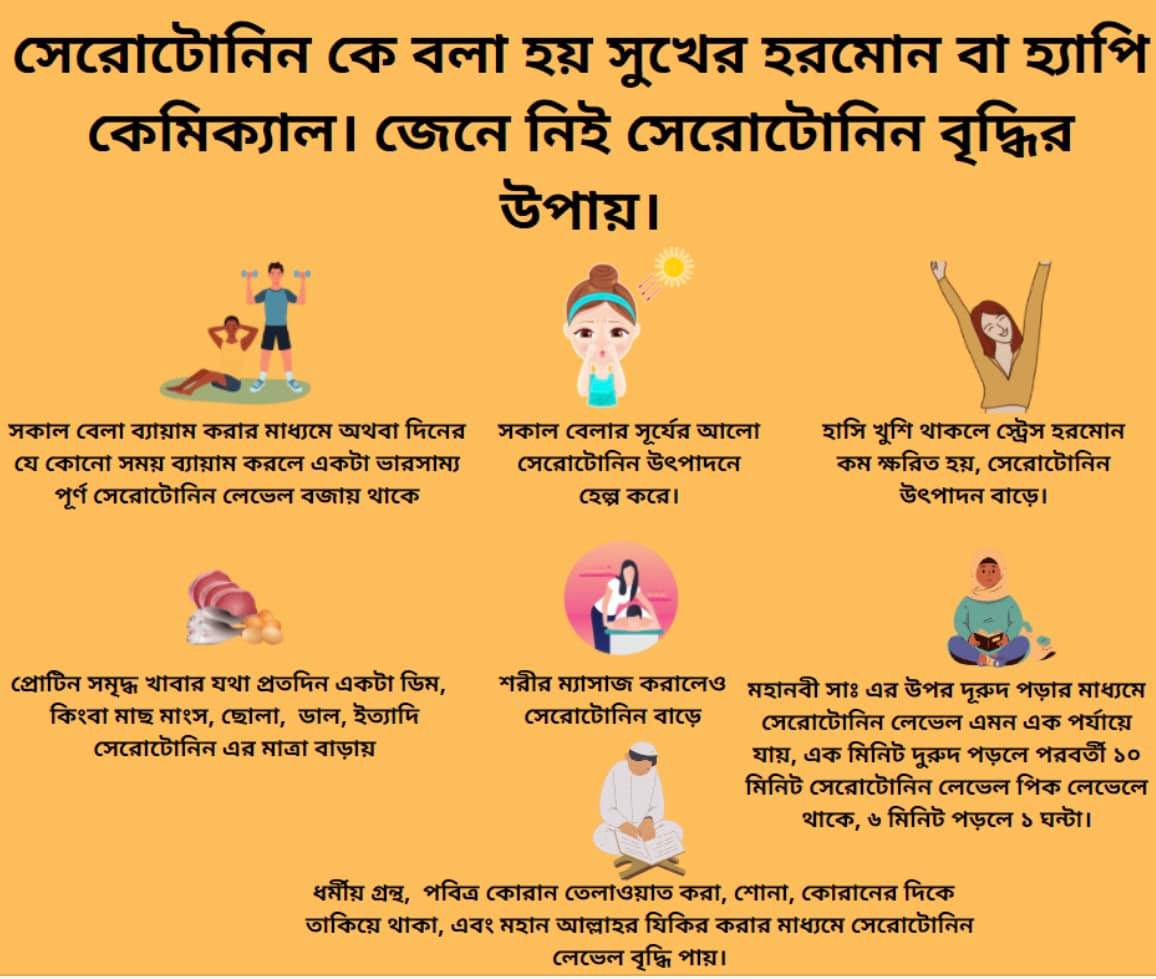 সেরোটোনিন কে বলা হয় সুখের হরমোন বা হ্যাপি
কেমিক্যাল। জেনে নিই সেরোটোনিন বৃদ্ধির
উপায়।
সকাল বেলা ব্যায়াম করার মাধ্যমে অথবা দিনের
যে কোনো সময় ব্যায়াম করলে একটা ভারসাম্য
পূর্ণ সেরোটোনিন লেভেল বজায় থাকে
সকাল বেলার সূর্যের আলো
সেরোটোনিন উৎপাদনে
হেল্প করে।
হাসি খুশি থাকলে স্ট্রেস হরমোন
কম ক্ষরিত হয়, সেরোটোনিন
উৎপাদন বাড়ে।
প্রোটিন সমৃদ্ধ খাবার যথা প্রতদিন একটা ডিম,
কিংবা মাছ মাংস, ছোলা, ডাল, ইত্যাদি
সেরোটোনিন এর মাত্রা বাড়ায়
শরীর ম্যাসাজ করালেও
সেরোটোনিন বাড়ে
মহানবী সাঃ এর উপর দূরুদ পড়ার মাধ্যমে
সেরোটোনিন লেভেল এমন এক পর্যায়ে
যায়, এক মিনিট দুরুদ পড়লে পরবর্তী ১০
মিনিট সেরোটোনিন লেভেল পিক লেভেলে
থাকে, ৬ মিনিট পড়লে ১ ঘন্টা।
ধর্মীয় গ্রন্থ, পবিত্র কোরান তেলাওয়াত করা, শোনা, কোরানের দিকে
তাকিয়ে থাকা, এবং মহান আল্লাহর যিকির করার মাধ্যমে সেরোটোনিন
লেভেল বৃদ্ধি পায়।